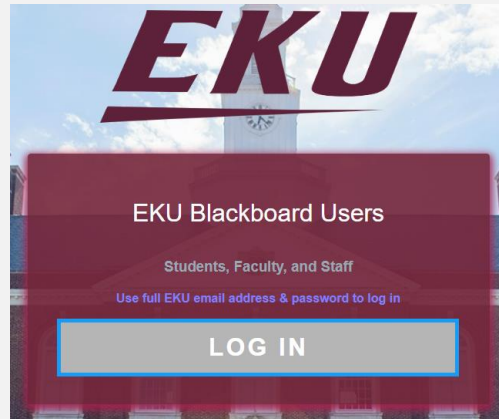 EKU
EKU Blackboard Users
Students, Faculty, and Staff
Use full EKU email address & password to log in
LOG IN